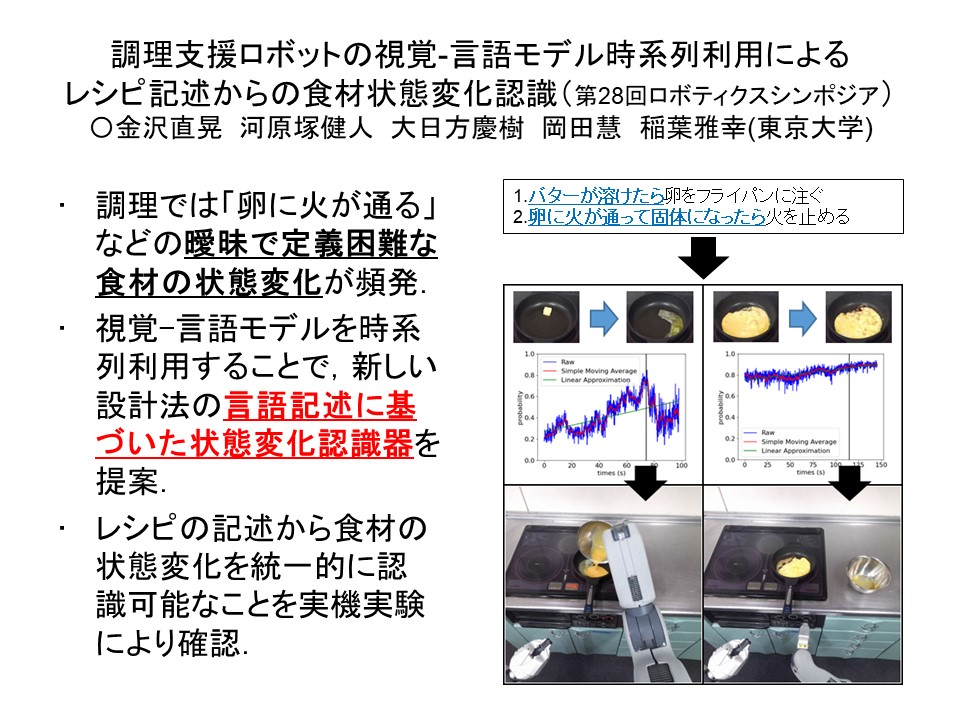 調理支援ロボットの視覚-言語モデル時系列利用による
レシピ記述からの食材状態変化認識(第28回ロボティクスシンポジア)
〇金沢直晃 河原塚健人 大日方慶樹 岡田慧 稲葉雅幸(東京大学)
・ 調理では「卵に火が通る」
などの曖昧で定義困難な
食材の状態変化が頻発.
・ 視覚-言語モデルを時系
列利用することで，新しい
設計法の言語記述に基
づいた状態変化認識器を
提案.
・ レシピの記述から食材の
状態変化を統一的に認
識可能なことを実機実験
により確認.
1.バターが溶けたら卵をフライパンに注ぐ
2.卵に火が通って固体になったら火を止める
1.0
0.8
0.6
0.4
0.2
0.0
probability
Raw
Simple Moving Average
Linear Approximation
0 20 40 60 80 100
times (s)
1.0
0.8
0.6
0.4
0.2
0.0
probability
Raw
Simple Moving Average
Linear Approximation
0 25 50 75 100 125 150
times (s)